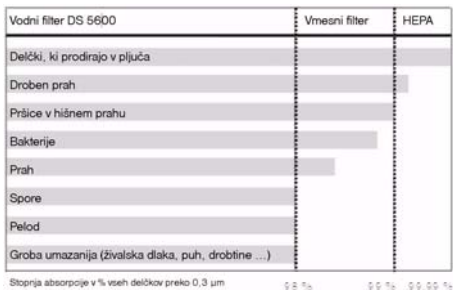 Vodni filter DS 5600 Vmesni filter HEPA
Delčki, ki prodirajo v pljuča
Droben prah
Pršice v hišnem prahu
Bakterije
Prah
Spore
Pelod
Groba umazanija (živalska dlaka, puh, drobtine ...)
Stopnja absorpcije v % vseh delčkov preko 0,3 µm